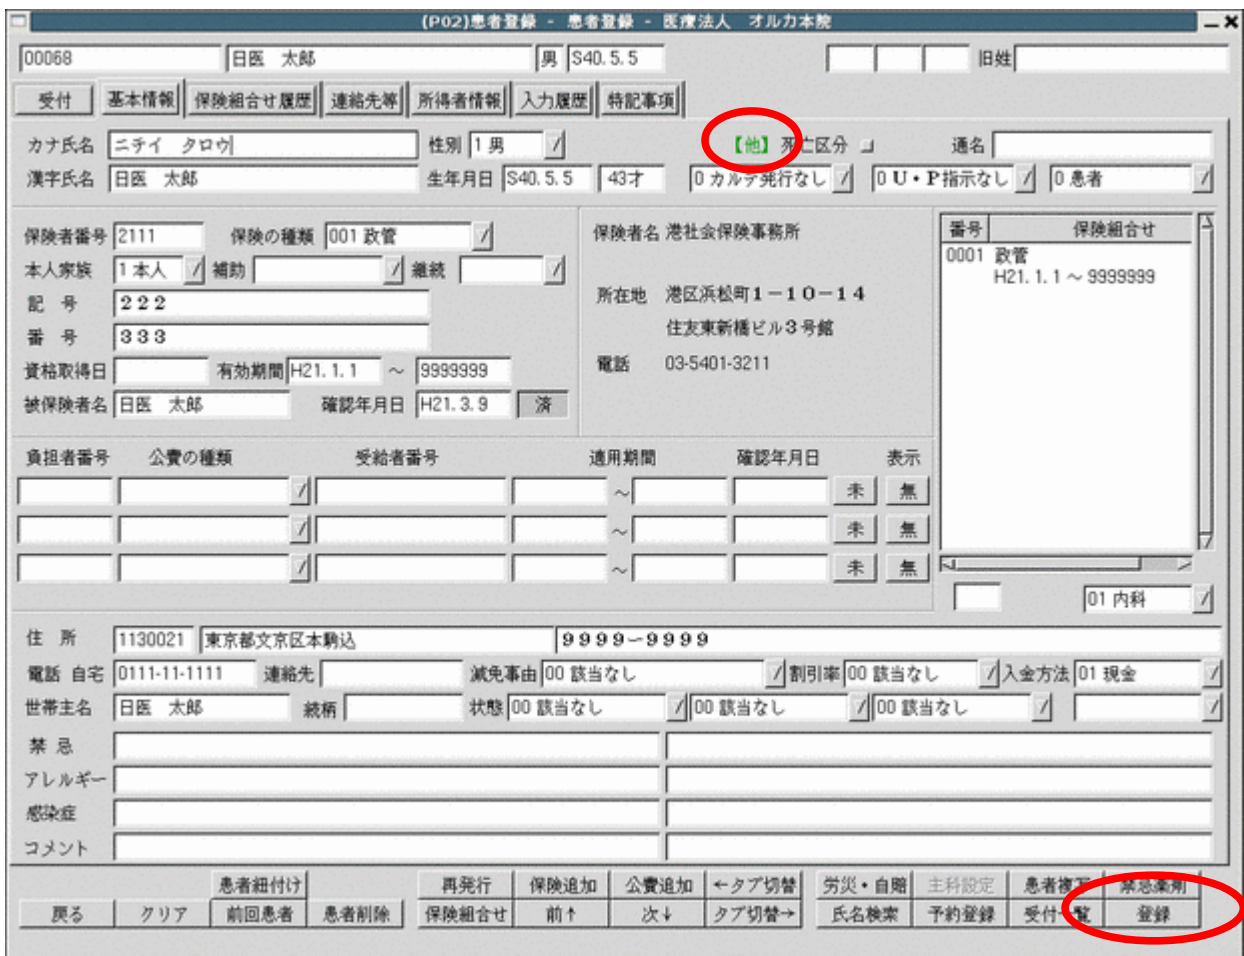 (P02)患者登録 - 患者登録 - 医療法人 オルカ本院
00068 日医 太郎 男 S40.5.5 旧姓
受付 基本情報 保険組合せ履歴 連絡先等 所得者情報 入力履歴 特記事項
カナ氏名 ニチイ タロウ 性別 1 男 【他】 死亡区分 通名
漢字氏名 日医 太郎 生年月日 S40.5.5 43才 0 カルテ発行なし 0 U・P指示なし 0 患者
保険者番号 2111 保険の種類 001 政管 保険者名 港社会保険事務所 番号 保険組合せ
本人家族 1 本人 補助 継続 0001 政管
H21.1.1 ~ 9999999
記 号 222 所在地 港区浜松町1-10-14
番 号 333 住友東新橋ビル3号館
資格取得日 有効期間 H21.1.1 ~ 9999999 電話 03-5401-3211
被保険者名 日医 太郎 確認年月日 H21.3.9 済
負担者番号 公費の種類 受給者番号 適用期間 確認年月日 表示
~ 未 無
~ 未 無
~ 未 無
01 内科
住 所 1130021 東京都文京区本駒込 9999-9999
電話 自宅 0111-11-1111 連絡先 減免事由 00 該当なし 割引率 00 該当なし 入金方法 01 現金
世帯主名 日医 太郎 続柄 状態 00 該当なし 00 該当なし 00 該当なし
禁 忌
アレルギー
感染症
コメント
患者紐付け 再発行 保険追加 公費追加 ←タブ切替 労災・自賠 主科設定 患者複写 禁忌薬剤
戻る クリア 前回患者 患者削除 保険組合せ 前↑ 次↓ タブ切替→ 氏名検索 予約登録 受付一覧 登録